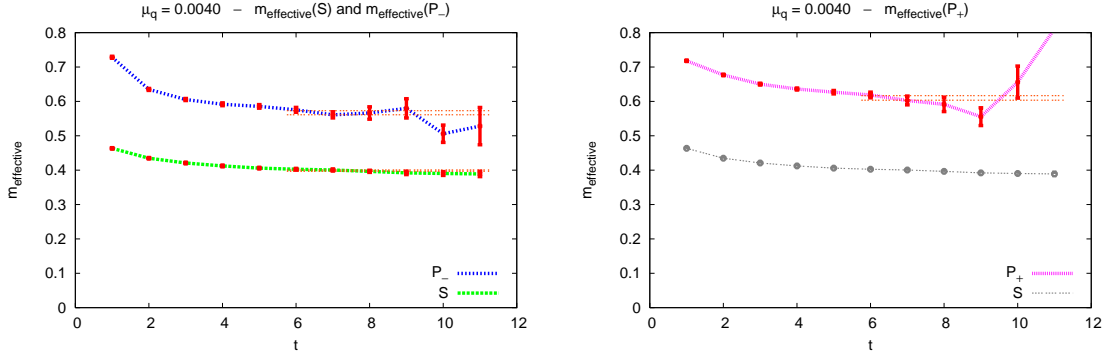 μq = 0.0040 − meffective(S) and meffective(P−)
meffective
0.8
0.7
0.6
0.5
0.4
0.3
0.2
0.1
0
P−
S
0 2 4 6 8 10 12
t
μq = 0.0040 − meffective(P+)
meffective
0.8
0.7
0.6
0.5
0.4
0.3
0.2
0.1
0
P+
S
0 2 4 6 8 10 12
t